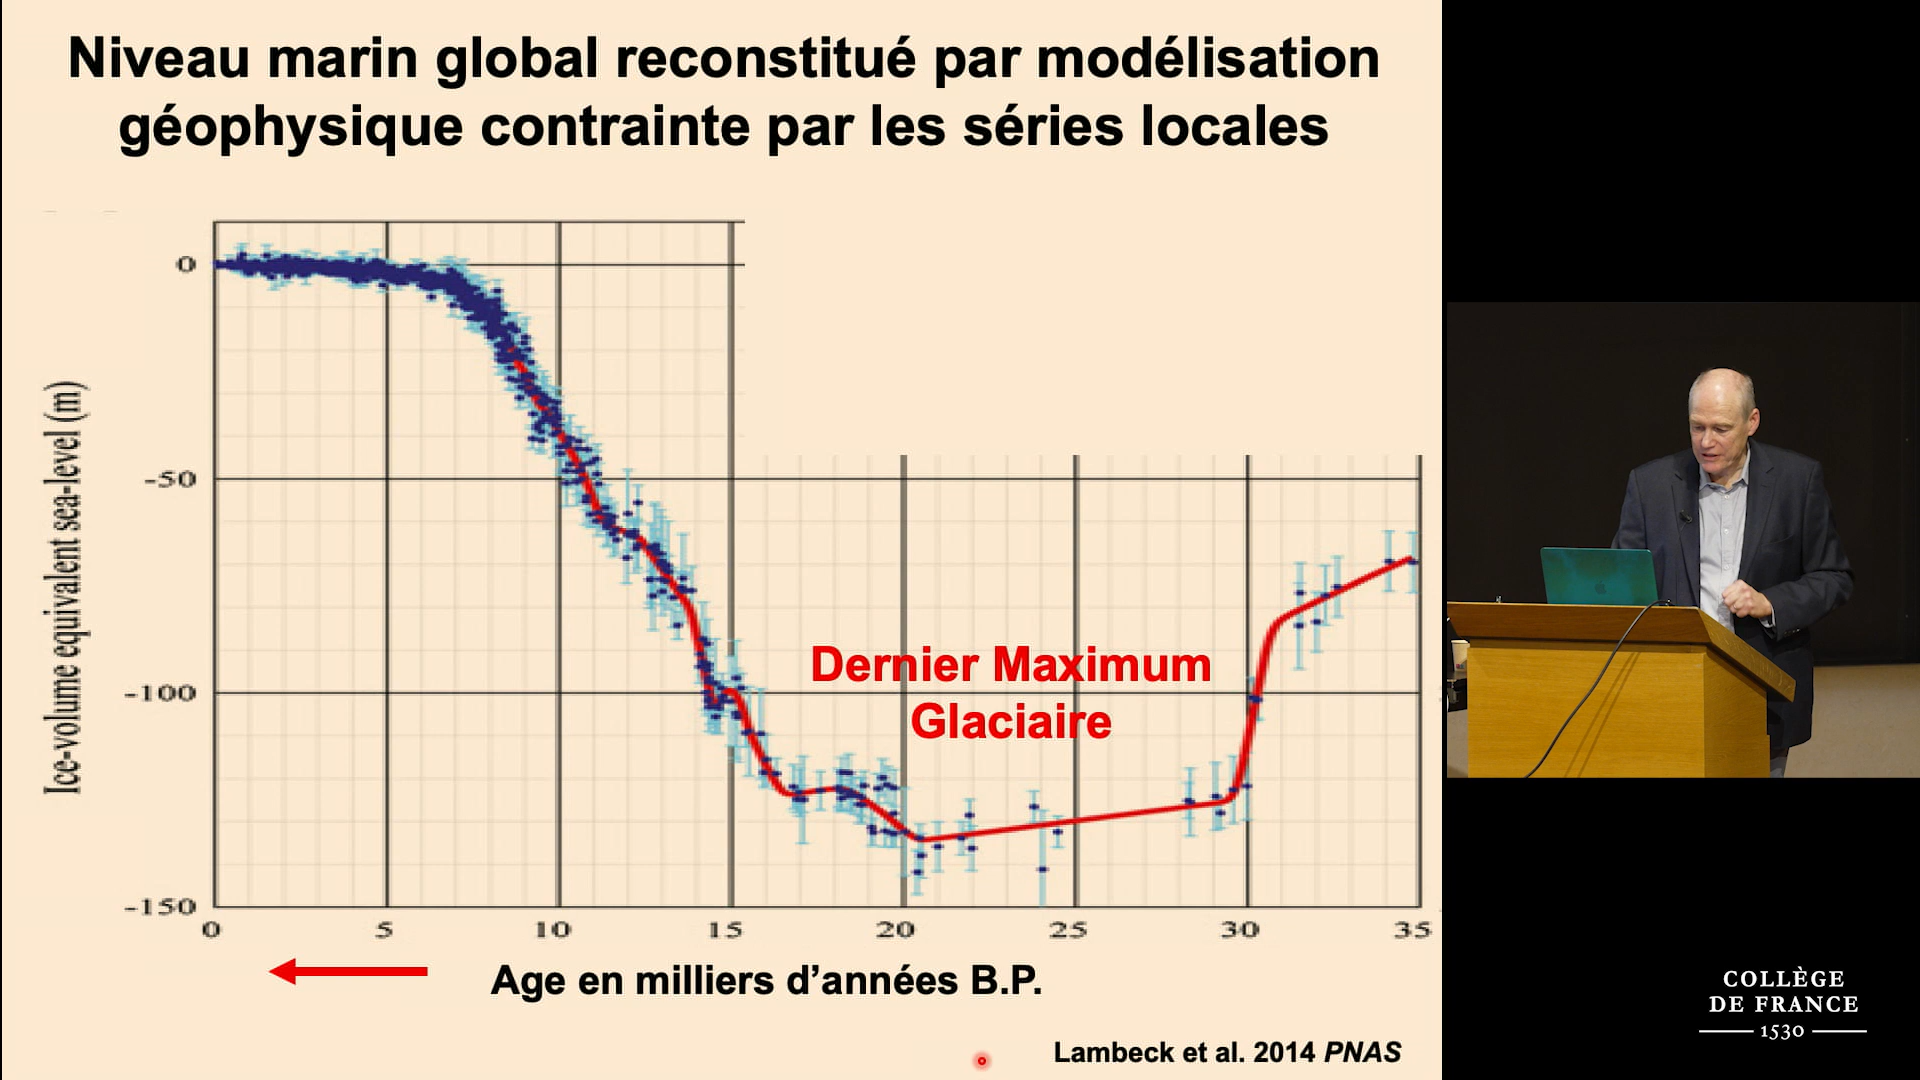 Niveau marin global reconstitué par modélisation
géophysique contrainte par les séries locales
Ice-volume equivalent sea-level (m)
0
-50
-100
-150
Dernier Maximum
Glaciaire
0 5 10 15 20 25 30 35
Age en milliers d’années B.P.
Lambeck et al. 2014 PNAS
COLLÈGE
DE FRANCE
1530